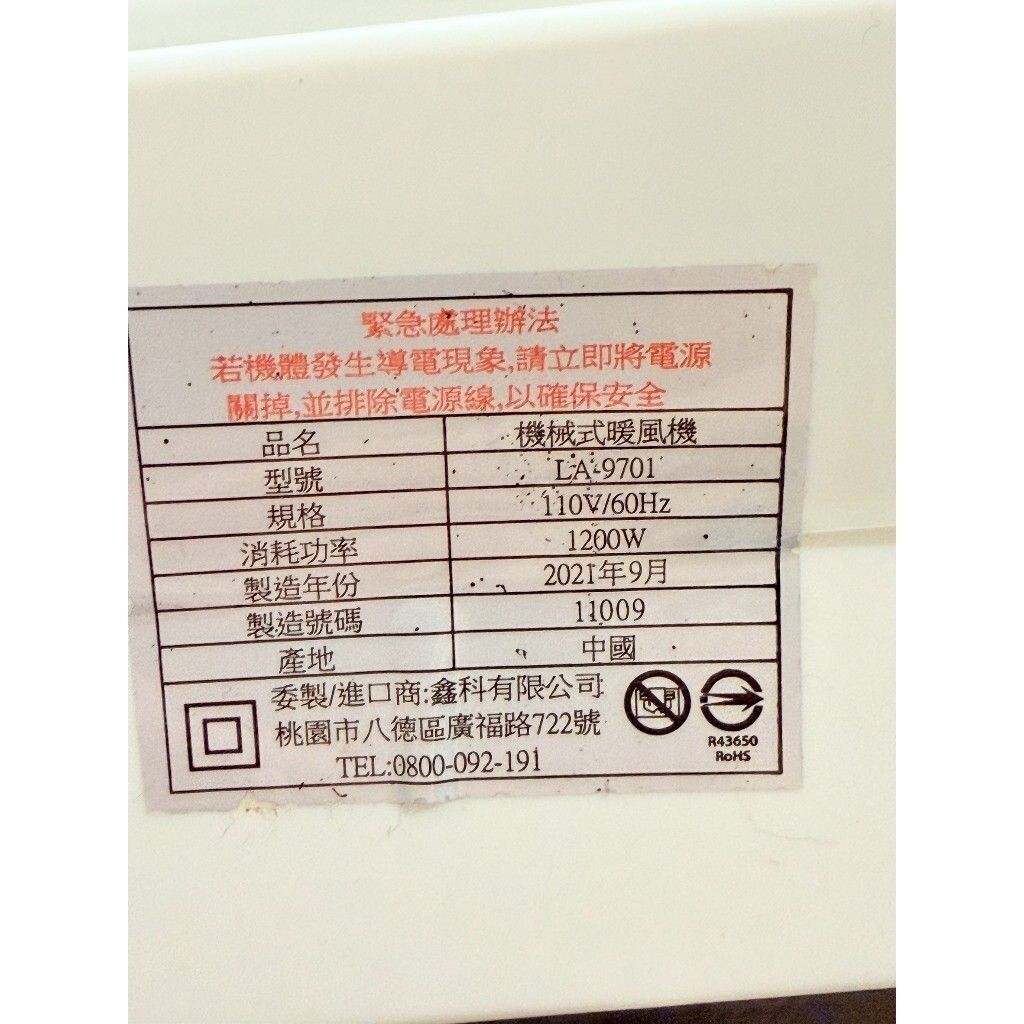 緊急處理辦法
若機體發生導電現象,請立即將電源
關掉,並排除電源線,以確保安全
品名 機械式暖風機
型號 LA-9701
規格 110V/60Hz
消耗功率 1200W
製造年份 2021年9月
製造號碼 11009
產地 中國
委製/進口商:鑫科有限公司
桃園市八德區廣福路722號
TEL:0800-092-191
R43650
RoHS